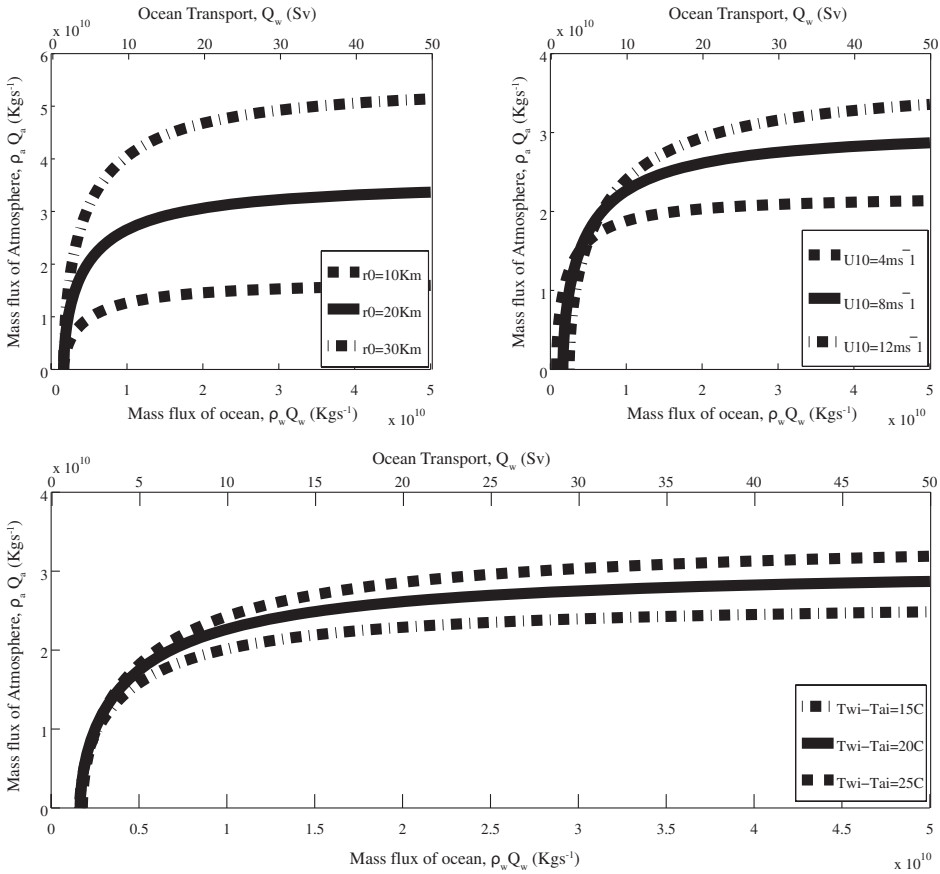 Ocean Transport, Q_w (Sv)
x 10^10
0 10 20 30 40 50
6
5
4
3
2
1
0
Mass flux of Atmosphere, ρ_a Q_a (Kgs^-1)
r0=10Km
r0=20Km
r0=30Km
0 1 2 3 4 5
Mass flux of ocean, ρ_wQ_w (Kgs^-1)
x 10^10
Ocean Transport, Q_w (Sv)
x 10^10
0 10 20 30 40 50
4
3
2
1
0
Mass flux of Atmosphere, ρ_a Q_a (Kgs^-1)
U10=4ms^-1
U10=8ms^-1
U10=12ms^-1
0 1 2 3 4 5
Mass flux of ocean, ρ_wQ_w (Kgs^-1)
x 10^10
Ocean Transport, Q_w (Sv)
x 10^10
0 5 10 15 20 25 30 35 40 45 50
4
3
2
1
0
Mass flux of Atmosphere, ρ_a Q_a (Kgs^-1)
Twi−Tai=15C
Twi−Tai=20C
Twi−Tai=25C
0 0.5 1 1.5 2 2.5 3 3.5 4 4.5 5
Mass flux of ocean, ρ_wQ_w (Kgs^-1)
x 10^10